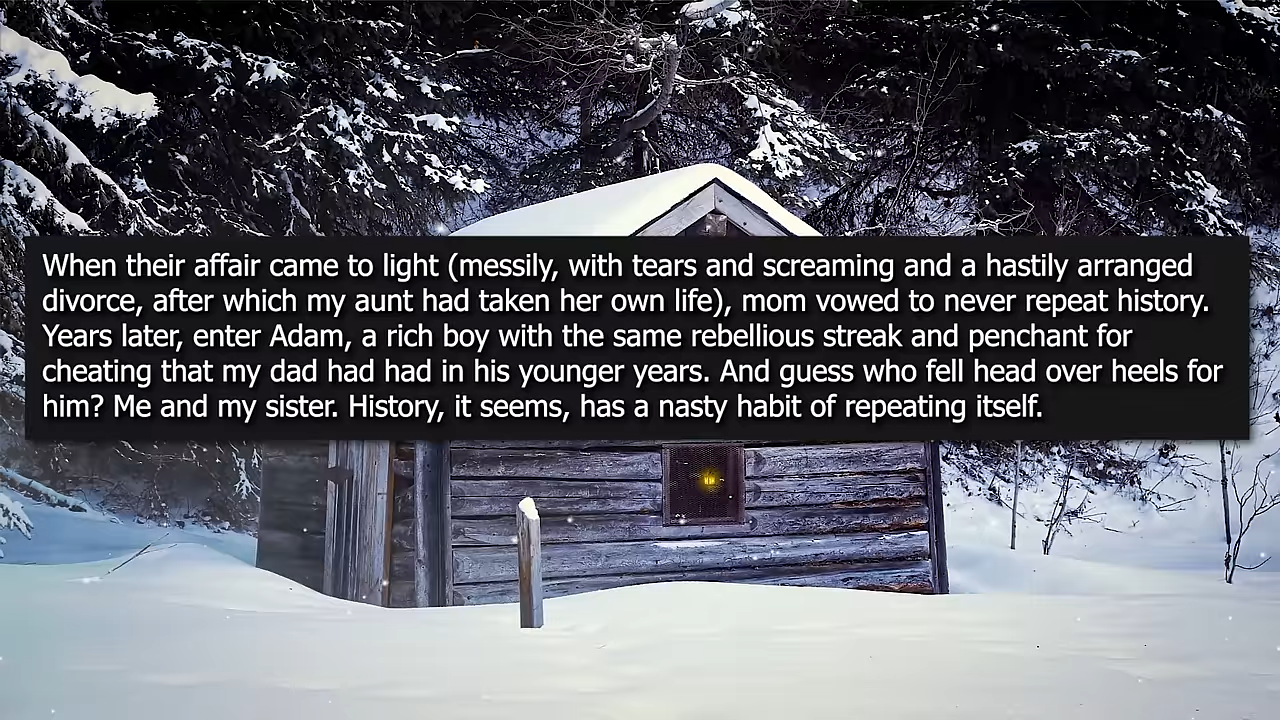 When their affair came to light (messily, with tears and screaming and a hastily arranged
divorce, after which my aunt had taken her own life), mom vowed to never repeat history.
Years later, enter Adam, a rich boy with the same rebellious streak and penchant for
cheating that my dad had had in his younger years. And guess who fell head over heels for
him? Me and my sister. History, it seems, has a nasty habit of repeating itself.